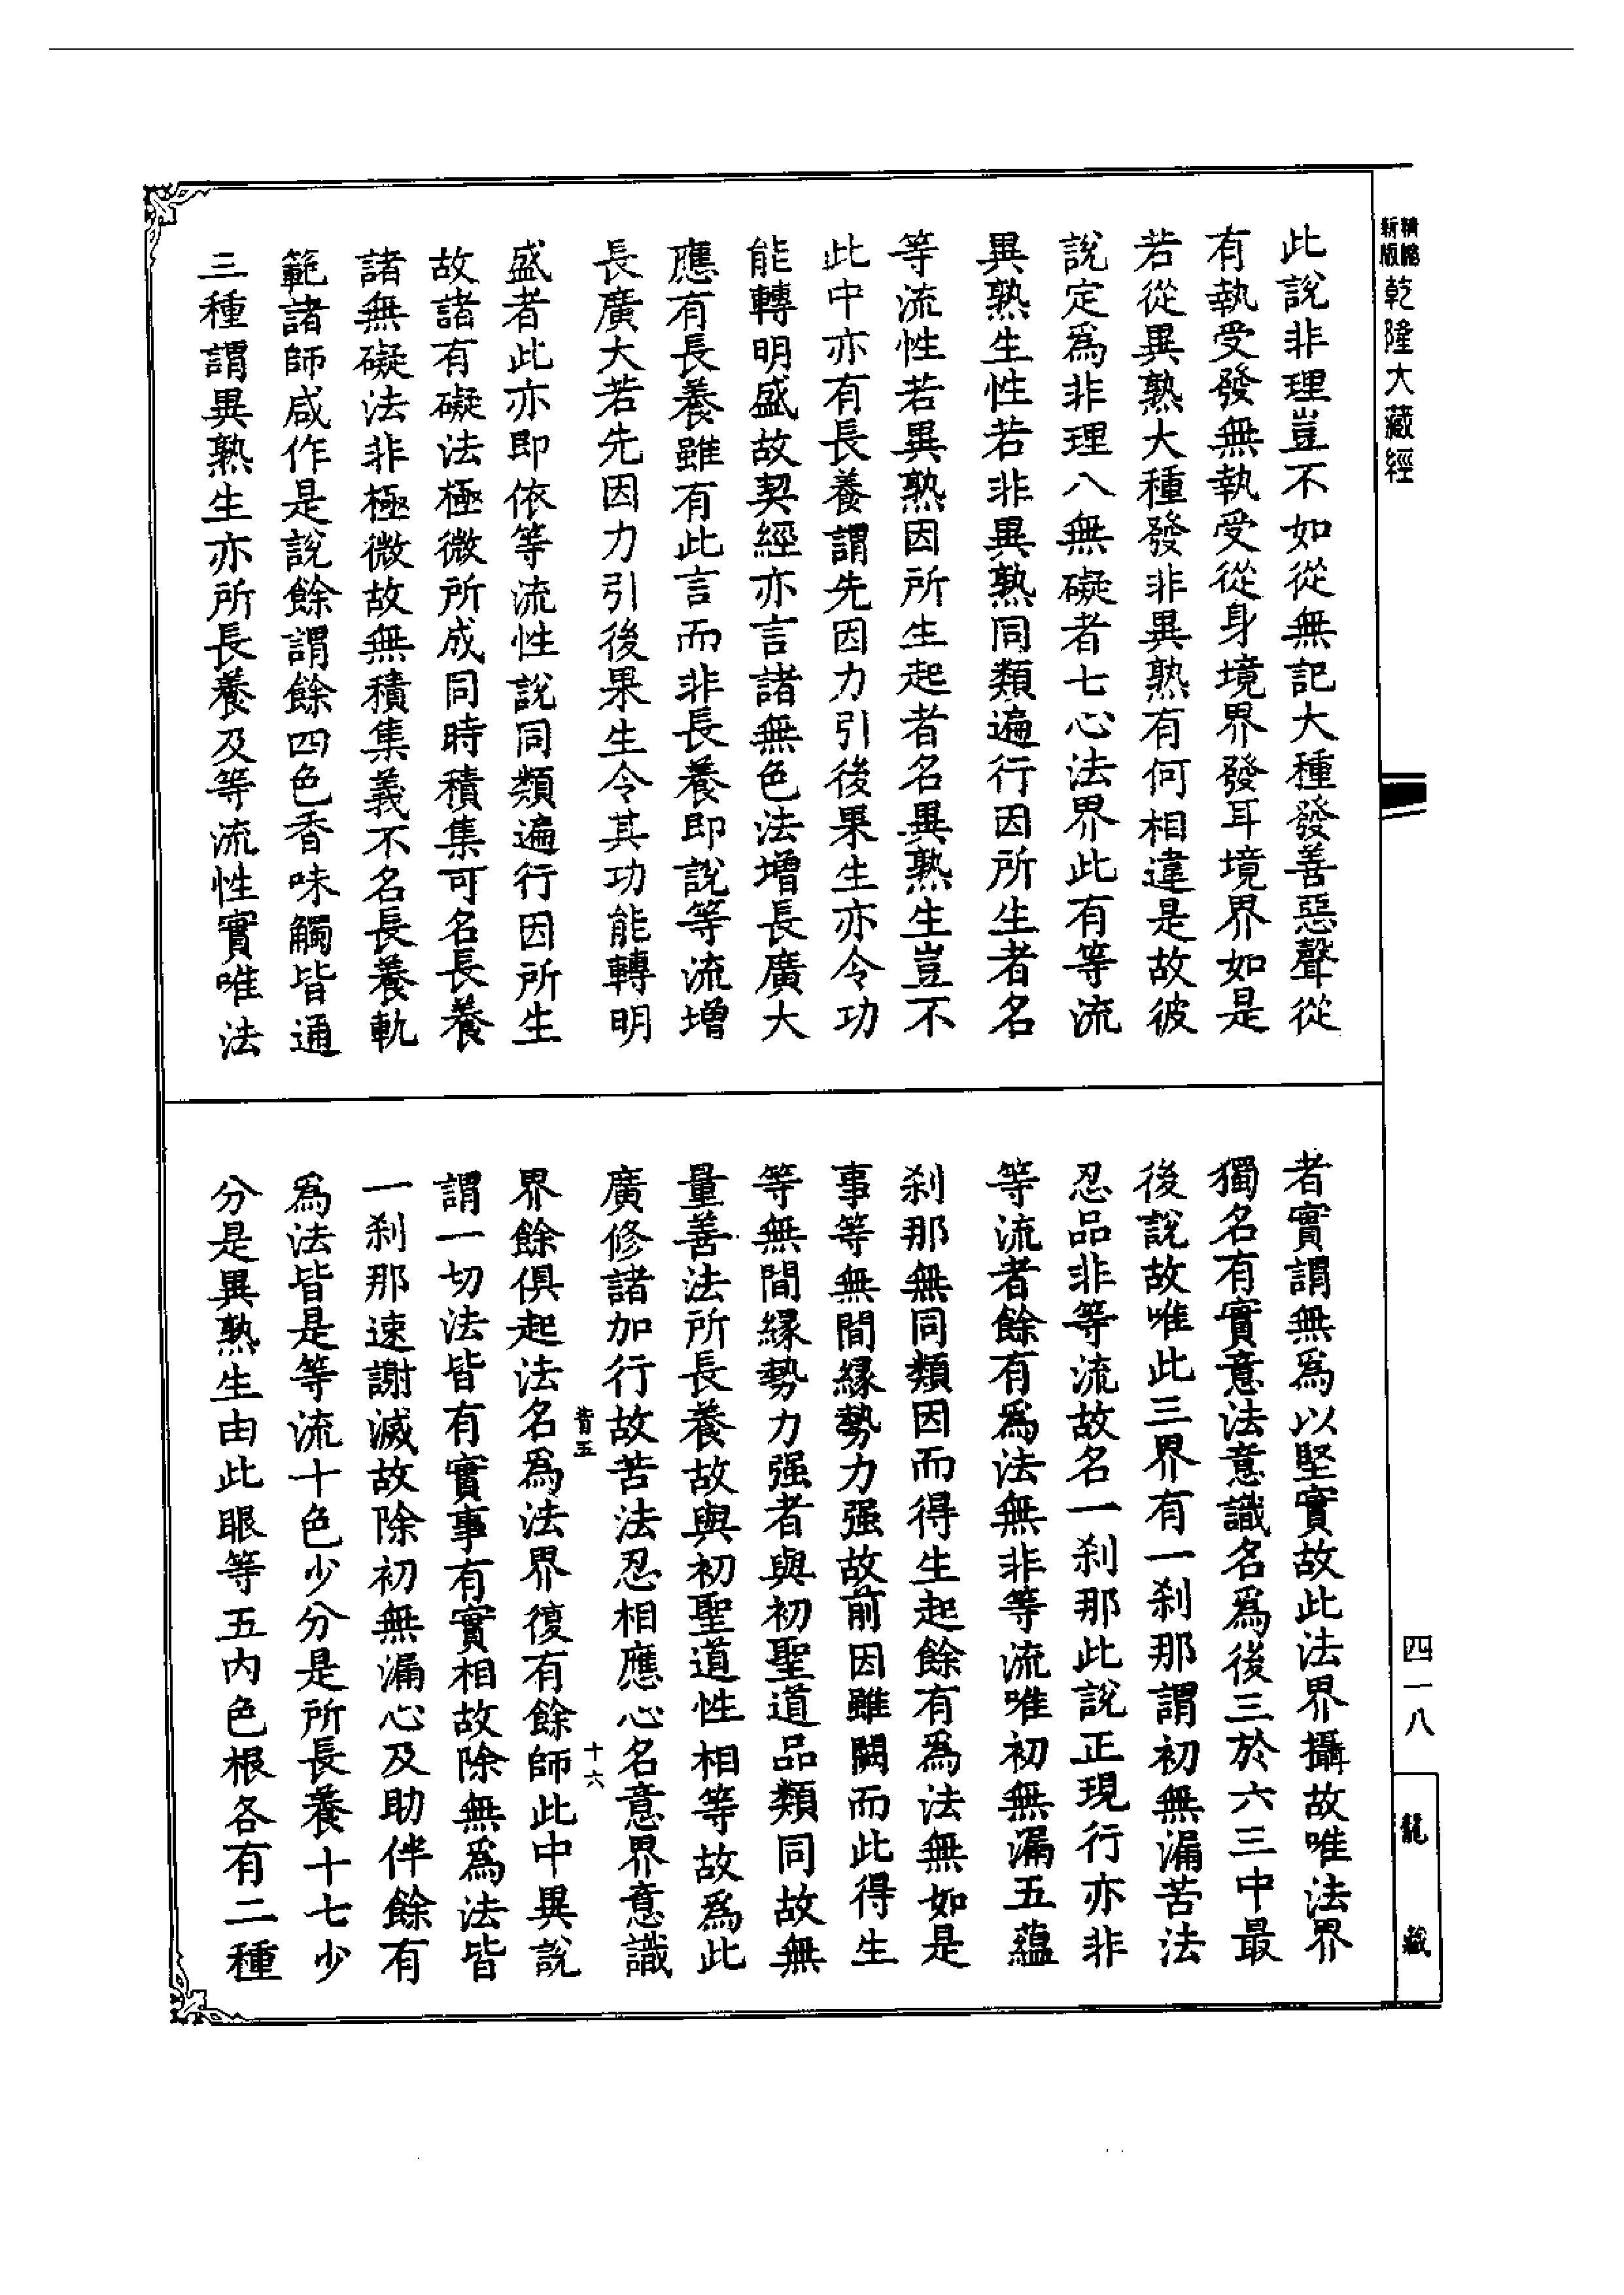 新版
精縮
乾隆大藏經
此說非理豈不如從無記大種發善惡聲從
有執受發無執受從身境界發耳境界如是
若從異熟大種發非異熟有何相違是故彼
說定爲非理八無礙者七心法界此有等流
異熟生性若非異熟同類遍行因所生者名
等流性若異熟因所生起者名異熟生豈不
此中亦有長養謂先因力引後果生亦令功
能轉明盛故契經亦言諸無色法增長廣大
應有長養雖有此言而非長養即說等流增
長廣大若先因力引後果生令其功能轉明
盛者此亦即依等流性說同類遍行因所生
故諸有礙法極微所成同時積集可名長養
諸無礙法非極微故無積集義不名長養軌
範諸師咸作是說餘謂餘四色香味觸皆通
三種謂異熟生亦所長養及等流性實唯法
者實謂無爲以堅實故此法界攝故唯法界
獨名有實意法意識名爲後三於六三中最
後說故唯此三界有一刹那謂初無漏苦法
忍品非等流故名一刹那此說正現行亦非
等流者餘有爲法無非等流唯初無漏五蘊
刹那無同類因而得生起餘有爲法無如是
事等無間緣勢力强故前因雖闕而此得生
等無間緣勢力强者與初聖道品類同故無
量善法所長養故與初聖道性相等故爲此
廣修諸加行故苦法忍相應心名意界意識
界餘俱起法名爲法界復有餘師此中異說
謂一切法皆有實事有實相故除無爲法皆
一刹那速謝滅故除初無漏心及助伴餘有
爲法皆是等流十色少分是所長養十七少
分是異熟生由此眼等五內色根各有二種
十六
四一八
龍藏